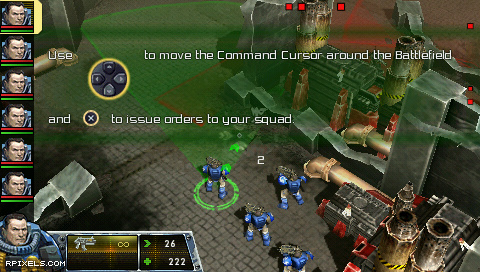 Use to move the Command Cursor around the Battlefield
and to issue orders to your squad.
2
∞ 26
222
RPIXELS.COM